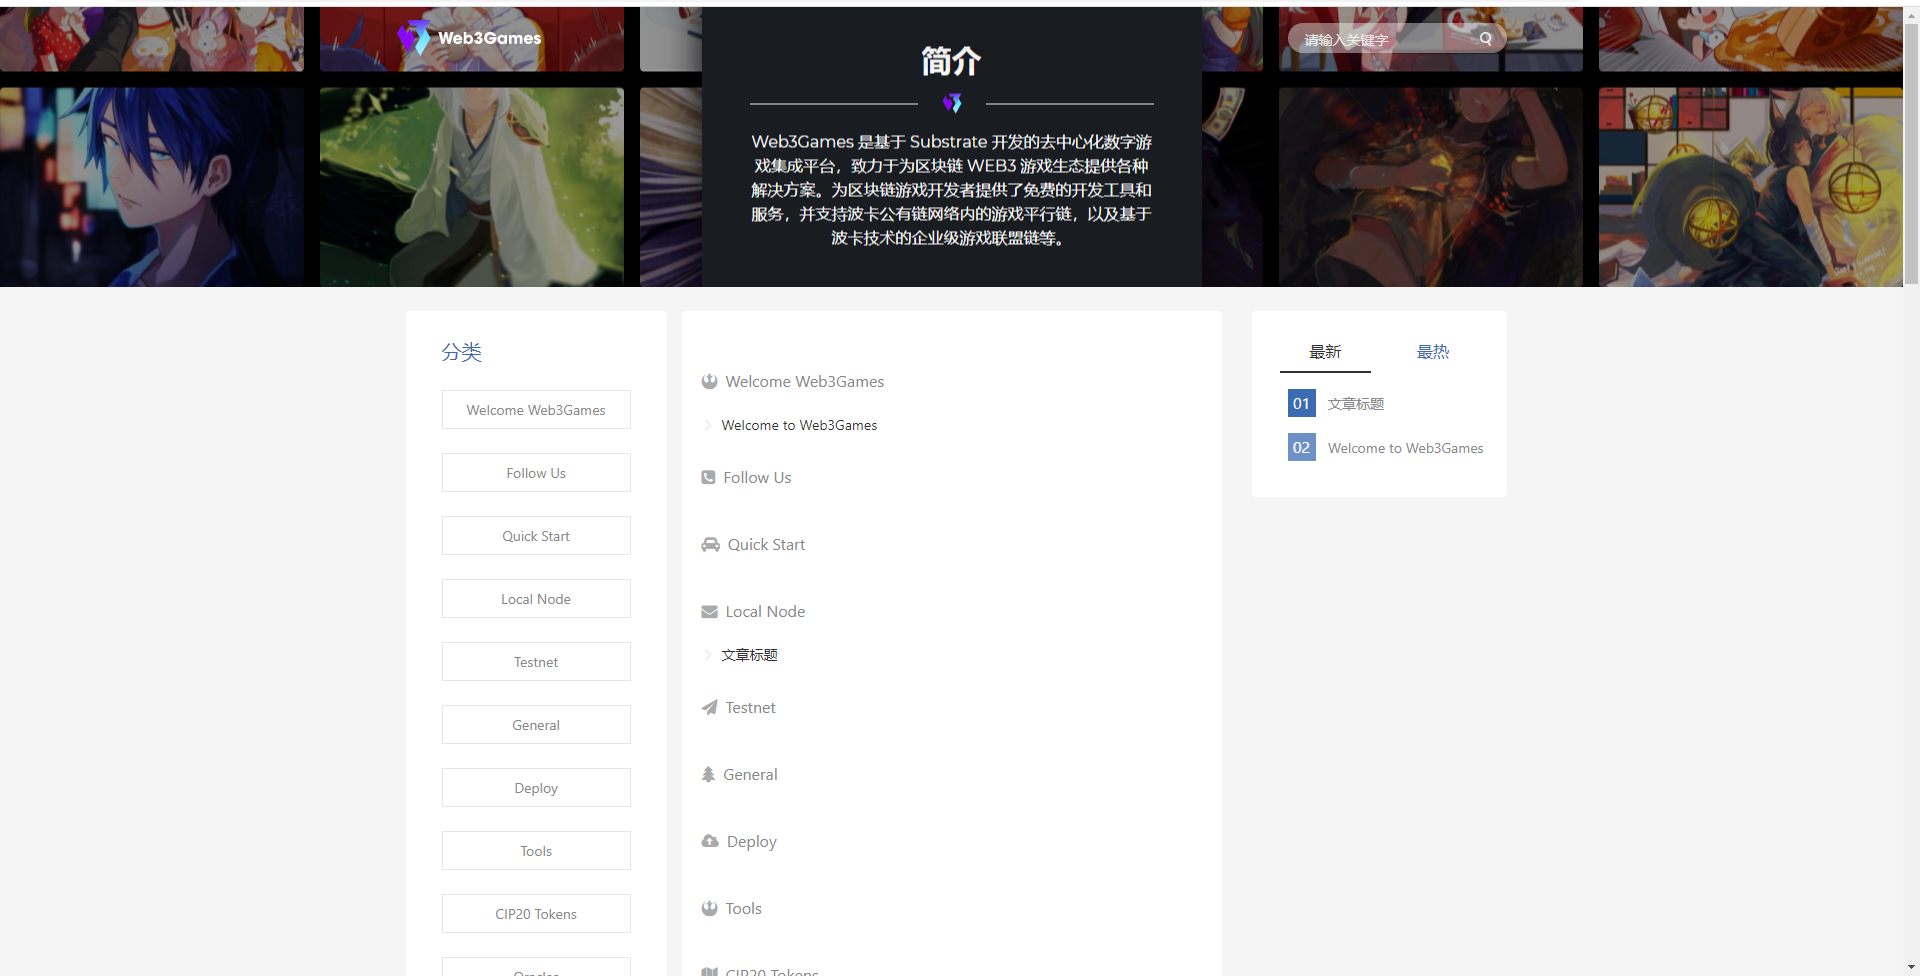 Web3Games
请输入关键字
简介
Web3Games 是基于 Substrate 开发的去中心化数字游
戏集成平台，致力于为区块链 WEB3 游戏生态提供各种
解决方案。为区块链游戏开发者提供了免费的开发工具和
服务，并支持波卡公有链网络内的游戏平行链，以及基于
波卡技术的企业级游戏联盟链等。
分类
Welcome Web3Games
Follow Us
Quick Start
Local Node
Testnet
General
Deploy
Tools
CIP20 Tokens
Oracles
Welcome Web3Games
Welcome to Web3Games
Follow Us
Quick Start
Local Node
文章标题
Testnet
General
Deploy
Tools
CIP20 Tokens
最新
最热
01 文章标题
02 Welcome to Web3Games